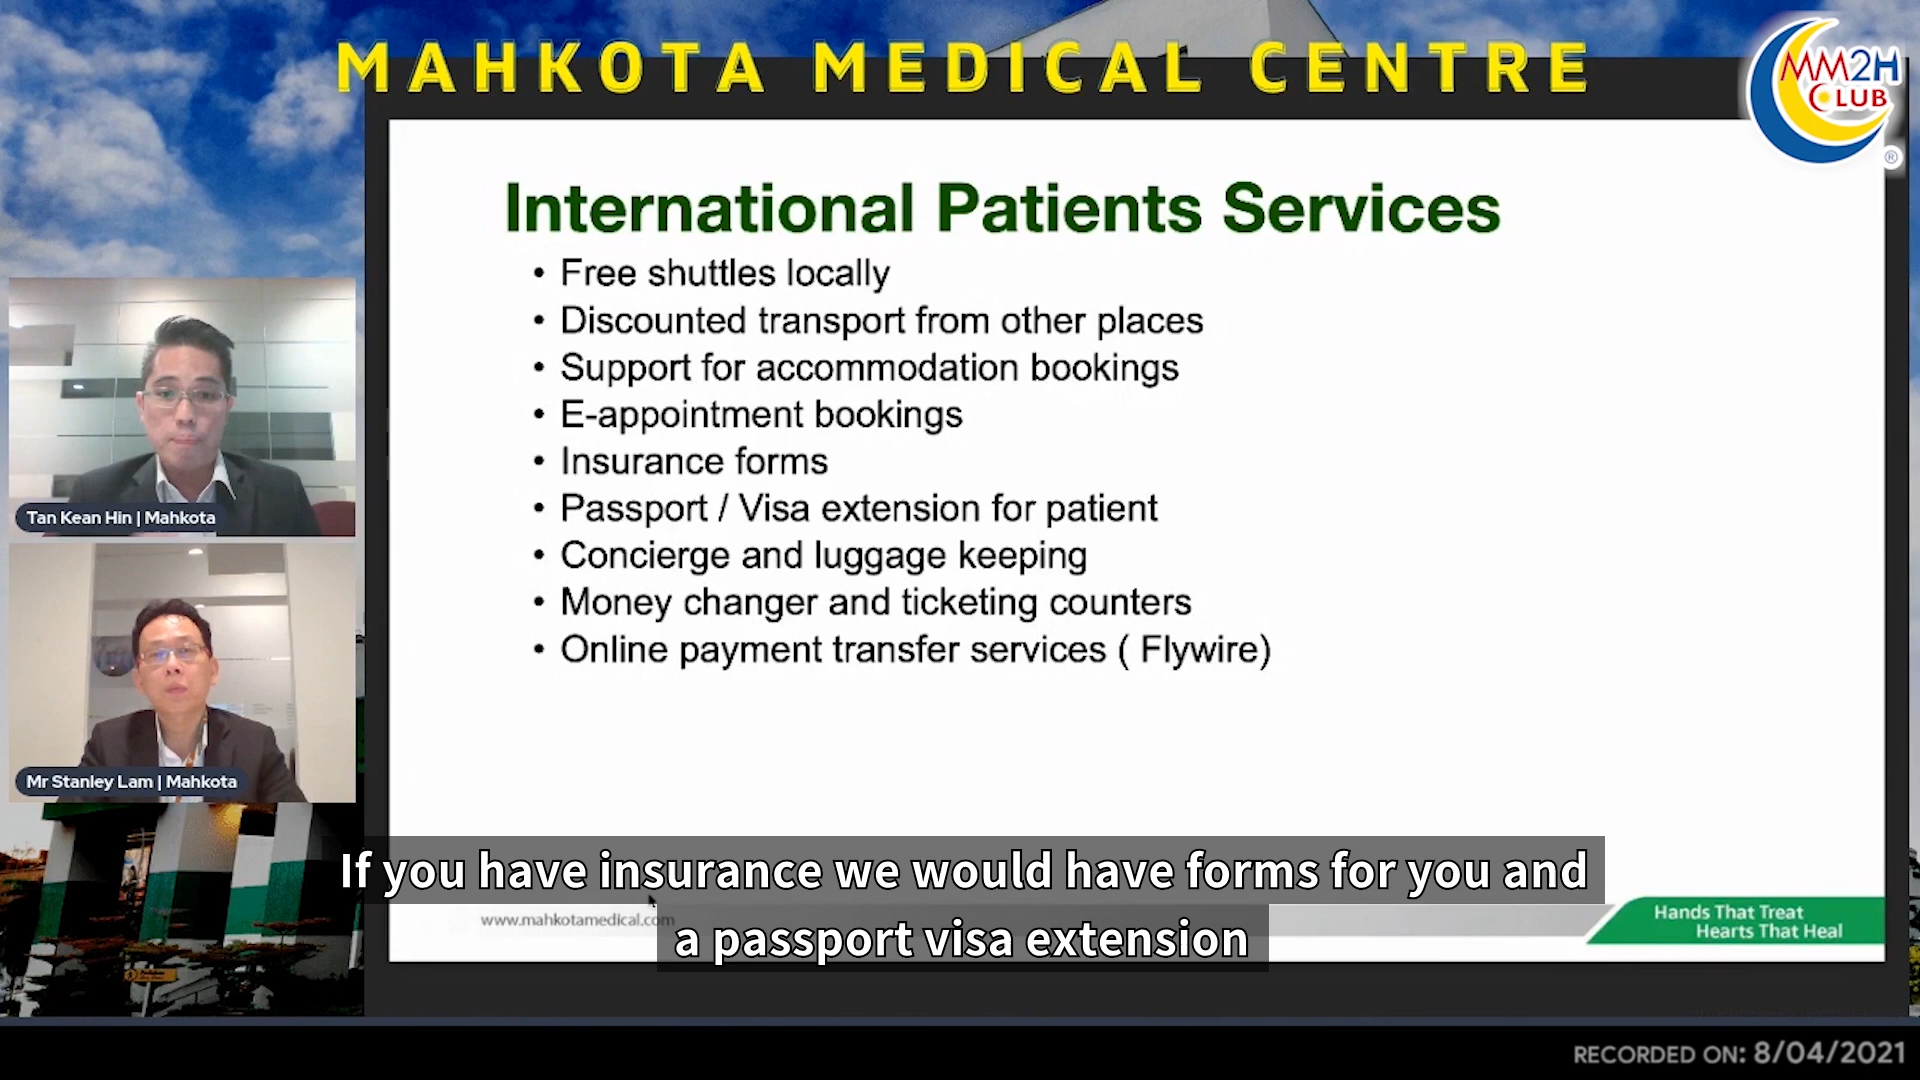 MAHKOTA MEDICAL CENTRE
MM2H
CLUB
®
International Patients Services
• Free shuttles locally
• Discounted transport from other places
• Support for accommodation bookings
• E-appointment bookings
• Insurance forms
• Passport / Visa extension for patient
• Concierge and luggage keeping
• Money changer and ticketing counters
• Online payment transfer services ( Flywire)
Tan Kean Hin | Mahkota
Mr Stanley Lam | Mahkota
If you have insurance we would have forms for you and
a passport visa extension
www.mahkotamedical.com
Hands That Treat
Hearts That Heal
RECORDED ON: 8/04/2021